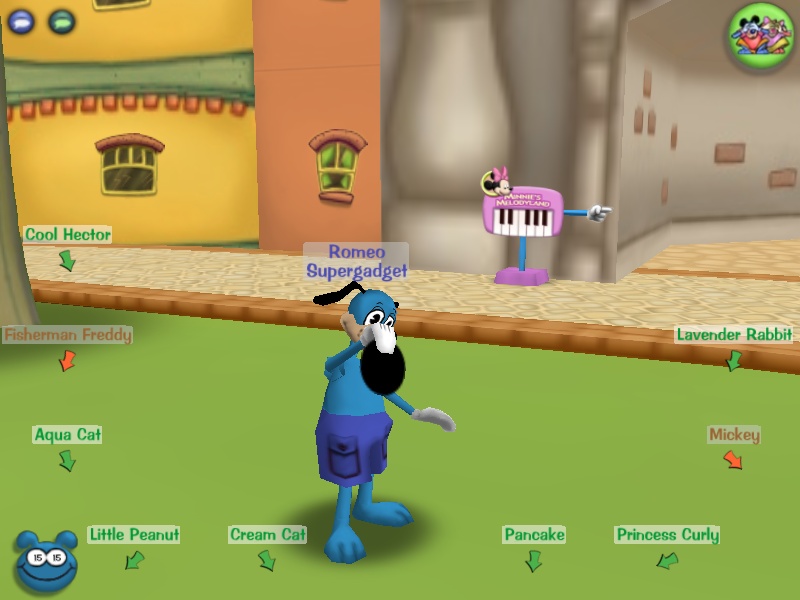 MINNIE'S
MELODYLAND
Cool Hector
Romeo
Supergadget
Fisherman Freddy
Lavender Rabbit
Aqua Cat
Mickey
Little Peanut
Cream Cat
Pancake
Princess Curly
15 15